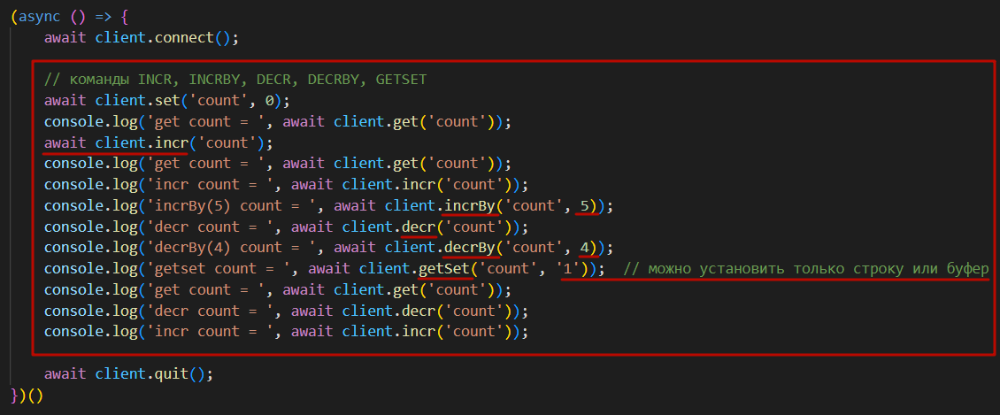 (async () => {
    await client.connect();
    // команды INCR, INCRBY, DECR, DECRBY, GETSET
    await client.set('count', 0);
    console.log('get count = ', await client.get('count'));
    await client.incr('count');
    console.log('get count = ', await client.get('count'));
    console.log('incr count = ', await client.incr('count'));
    console.log('incrBy(5) count = ', await client.incrBy('count', 5));
    console.log('decr count = ', await client.decr('count'));
    console.log('decrBy(4) count = ', await client.decrBy('count', 4));
    console.log('getset count = ', await client.getSet('count', '1'));  // можно установить только строку или буфер
    console.log('get count = ', await client.get('count'));
    console.log('decr count = ', await client.decr('count'));
    console.log('incr count = ', await client.incr('count'));
    await client.quit();
})()